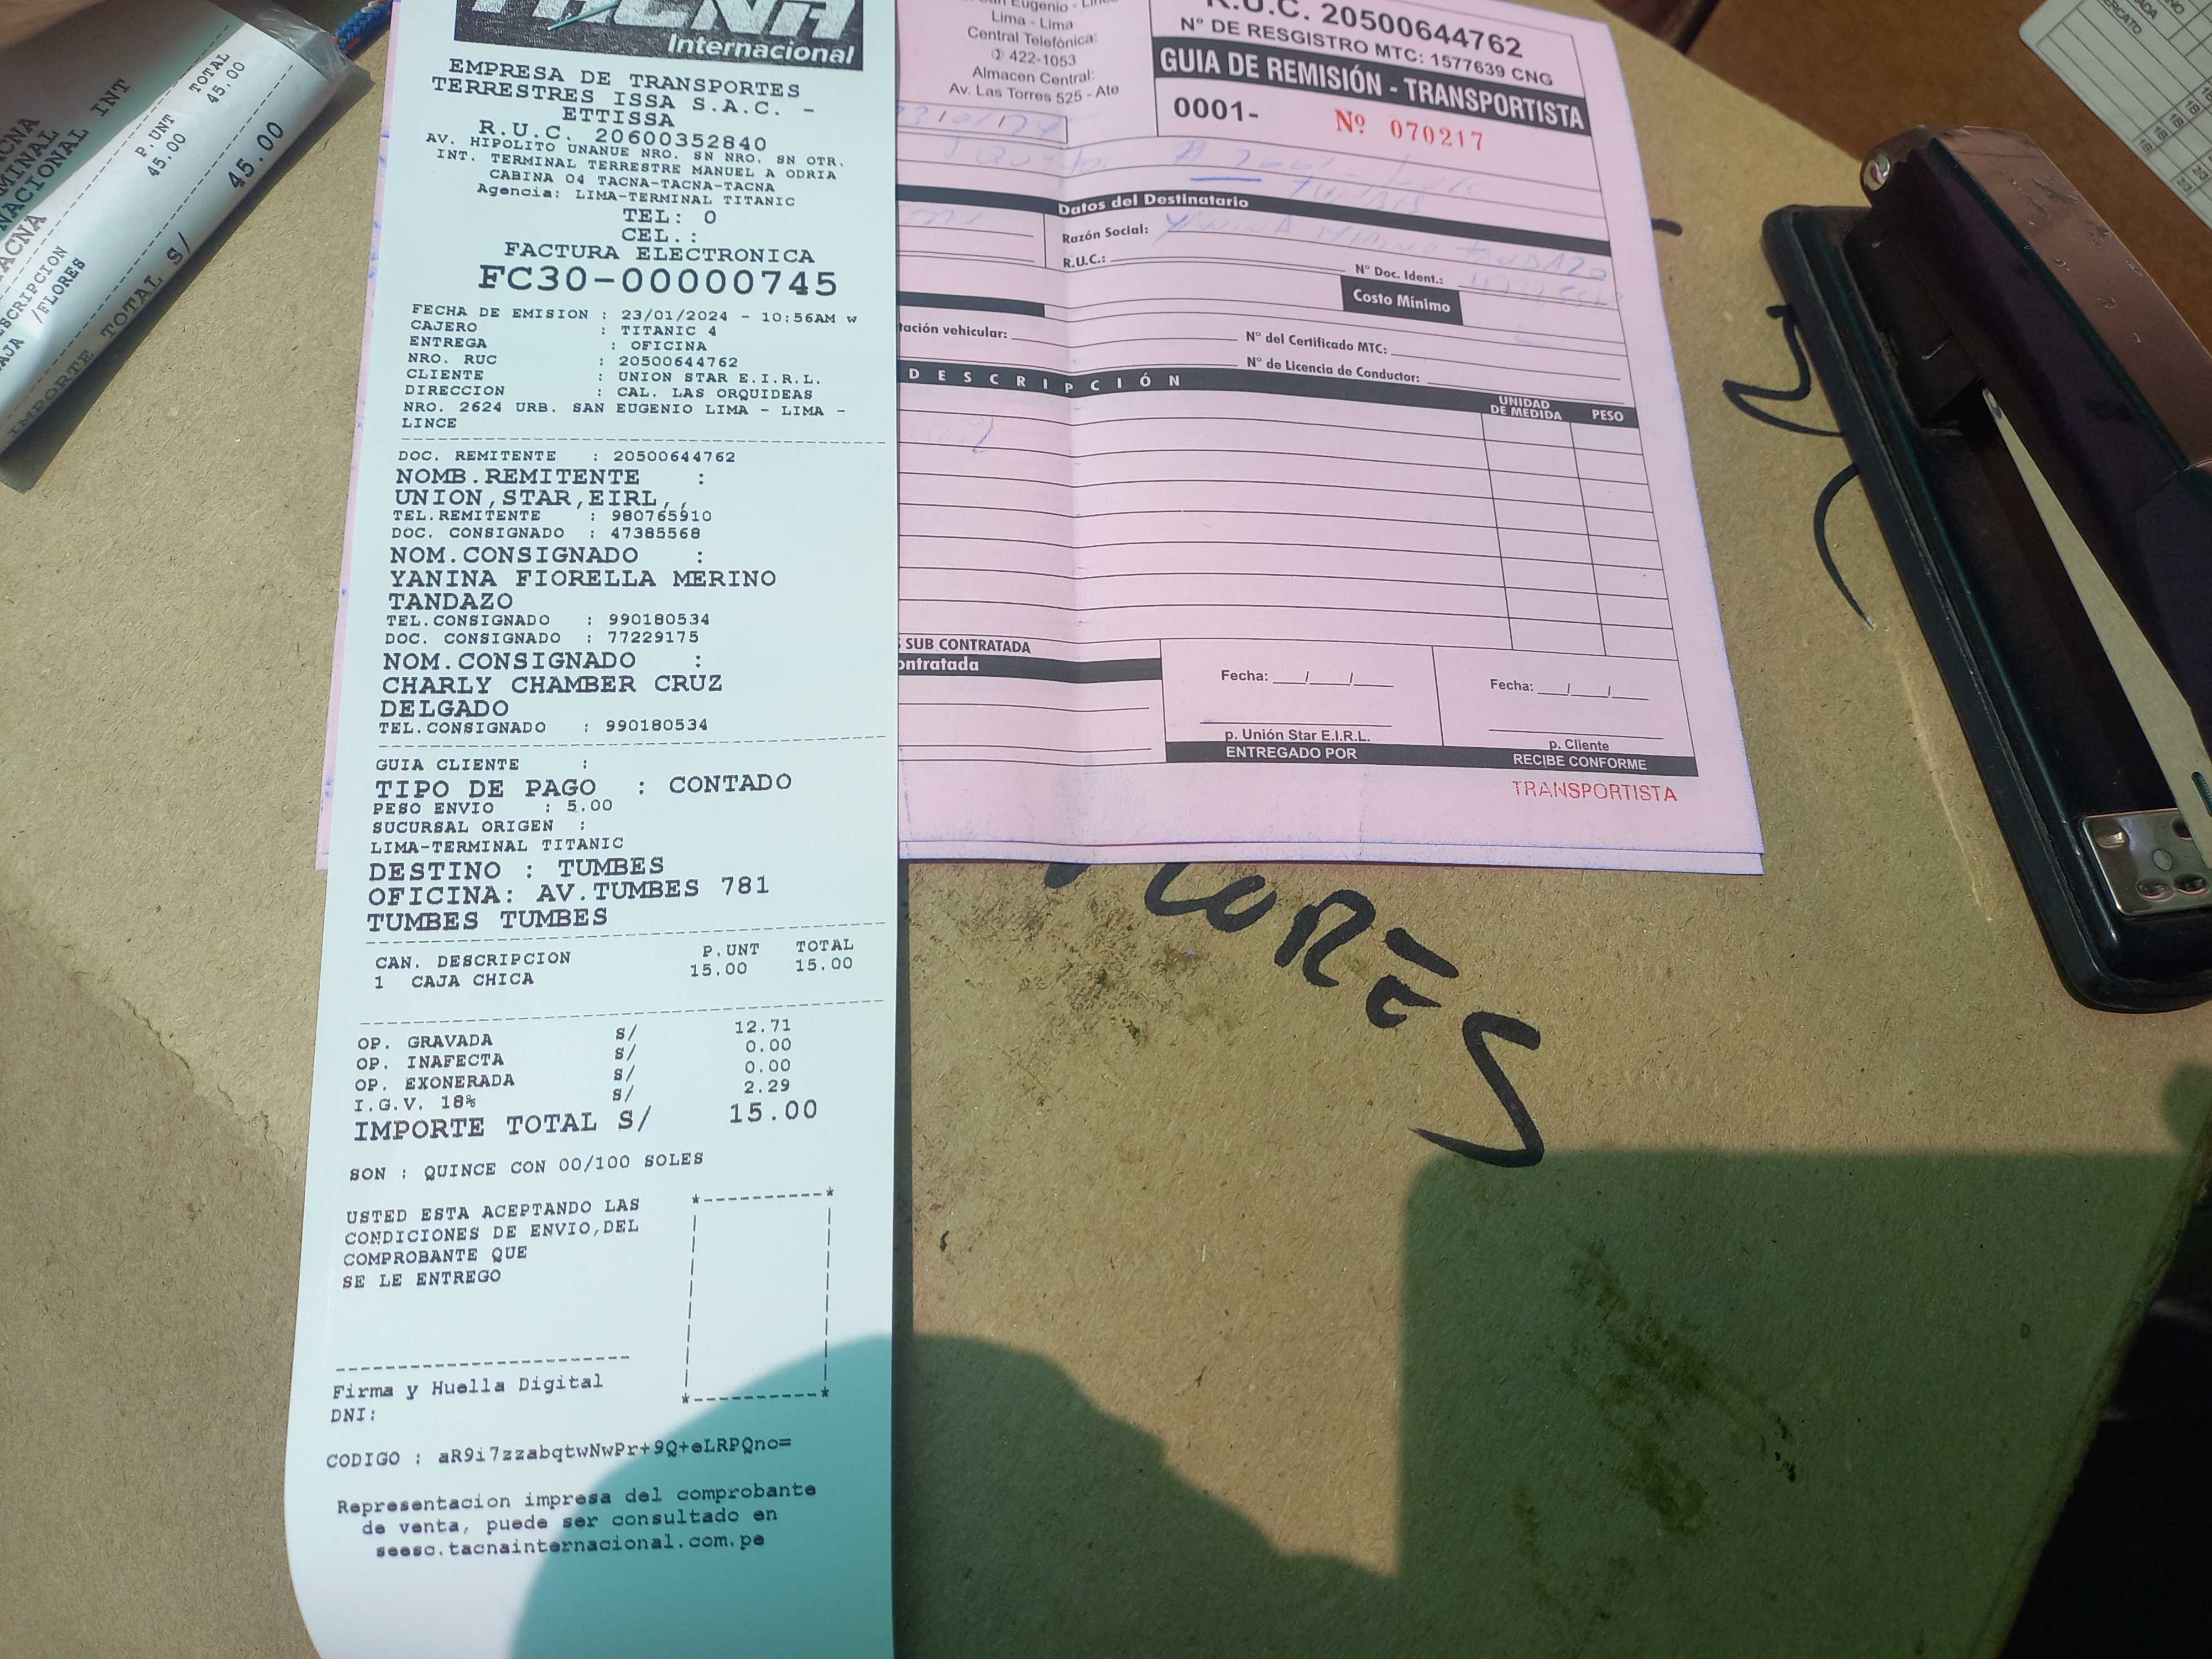 TACNA
Internacional
EMPRESA DE TRANSPORTES
TERRESTRES ISSA S.A.C. -
ETTISSA
R.U.C. 20600352840
AV. HIPOLITO UNANUE NRO. SN NRO. SN OTR.
INT. TERMINAL TERRESTRE MANUEL A ODRIA
CABINA 04 TACNA-TACNA-TACNA
Agencia: LIMA-TERMINAL TITANIC
TEL: 0
CEL.:
FACTURA ELECTRONICA
FC30-00000745
FECHA DE EMISION : 23/01/2024 - 10:56AM w
CAJERO : TITANIC 4
ENTREGA : OFICINA
NRO. RUC : 20500644762
CLIENTE : UNION STAR E.I.R.L.
DIRECCION : CAL. LAS ORQUIDEAS
NRO. 2624 URB. SAN EUGENIO LIMA - LIMA -
LINCE
DOC. REMITENTE : 20500644762
NOMB.REMITENTE :
UNION,STAR,EIRL,,
TEL.REMITENTE : 980765910
DOC. CONSIGNADO : 47385568
NOM.CONSIGNADO :
YANINA FIORELLA MERINO
TANDAZO
TEL.CONSIGNADO : 990180534
DOC. CONSIGNADO : 77229175
NOM.CONSIGNADO :
CHARLY CHAMBER CRUZ
DELGADO
TEL.CONSIGNADO : 990180534
GUIA CLIENTE :
TIPO DE PAGO : CONTADO
PESO ENVIO : 5.00
SUCURSAL ORIGEN :
LIMA-TERMINAL TITANIC
DESTINO : TUMBES
OFICINA: AV.TUMBES 781
TUMBES TUMBES
CAN. DESCRIPCION P.UNT TOTAL
1 CAJA CHICA 15.00 15.00
OP. GRAVADA S/ 12.71
OP. INAFECTA S/ 0.00
OP. EXONERADA S/ 0.00
I.G.V. 18% S/ 2.29
IMPORTE TOTAL S/ 15.00
SON : QUINCE CON 00/100 SOLES
USTED ESTA ACEPTANDO LAS
CONDICIONES DE ENVIO,DEL
COMPROBANTE QUE
SE LE ENTREGO
Firma y Huella Digital
DNI:
CODIGO : aR9i7zzabqtwNwPr+9Q+eLRPQno=
Representacion impresa del comprobante
de venta, puede ser consultado en
seesc.tacnainternacional.com.pe
Lima - Lima
Central Telefónica:
422-1053
Almacen Central:
Av. Las Torres 525 - Ate
R.U.C. 20500644762
N° DE RESGISTRO MTC: 1577639 CNG
GUIA DE REMISIÓN - TRANSPORTISTA
0001- Nº 070217
Datos del Destinatario
Razón Social: YANINA MERINO TANDAZO
R.U.C.:
N° Doc. Ident.:
Costo Mínimo
tación vehicular:
N° del Certificado MTC:
N° de Licencia de Conductor:
DESCRIPCIÓN
UNIDAD DE MEDIDA PESO
SUB CONTRATADA
ontratada
Fecha: ___/___/___
Fecha: ___/___/___
p. Unión Star E.I.R.L.
ENTREGADO POR
p. Cliente
RECIBE CONFORME
TRANSPORTISTA
P.UNT TOTAL
45.00 45.00
45.00
IMPORTE TOTAL S/
/FLORES